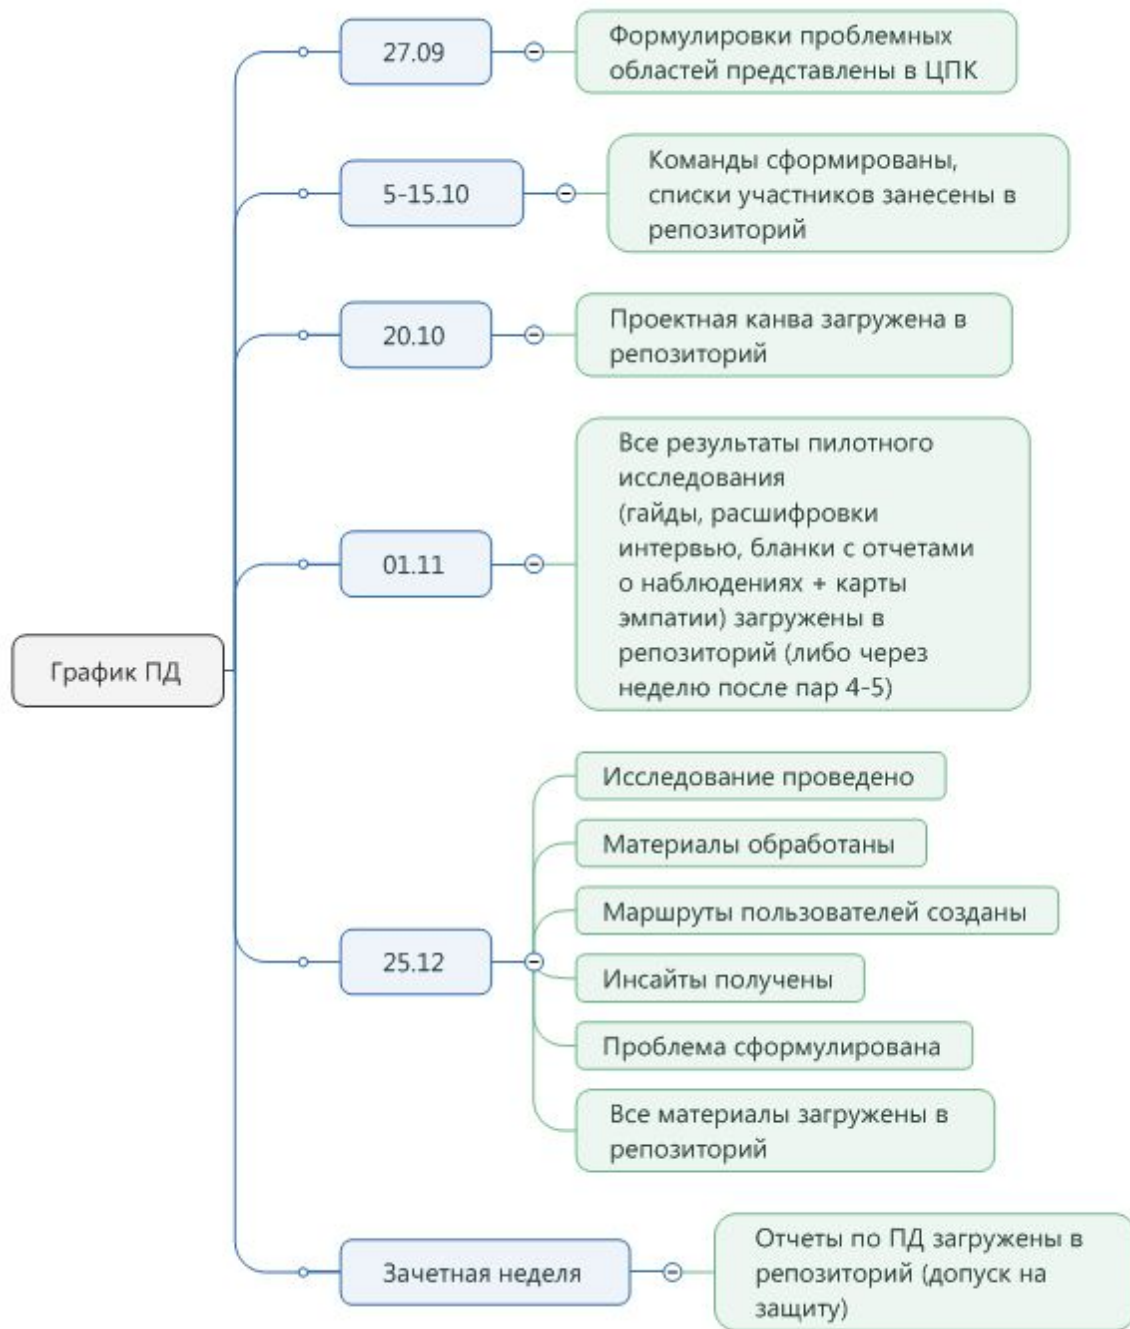 График ПД
27.09
Формулировки проблемных
областей представлены в ЦПК
5-15.10
Команды сформированы,
списки участников занесены в
репозиторий
20.10
Проектная канва загружена в
репозиторий
01.11
Все результаты пилотного
исследования
(гайды, расшифровки
интервью, бланки с отчетами
о наблюдениях + карты
эмпатии) загружены в
репозиторий (либо через
неделю после пар 4-5)
25.12
Исследование проведено
Материалы обработаны
Маршруты пользователей созданы
Инсайты получены
Проблема сформулирована
Все материалы загружены в
репозиторий
Зачетная неделя
Отчеты по ПД загружены в
репозиторий (допуск на
защиту)